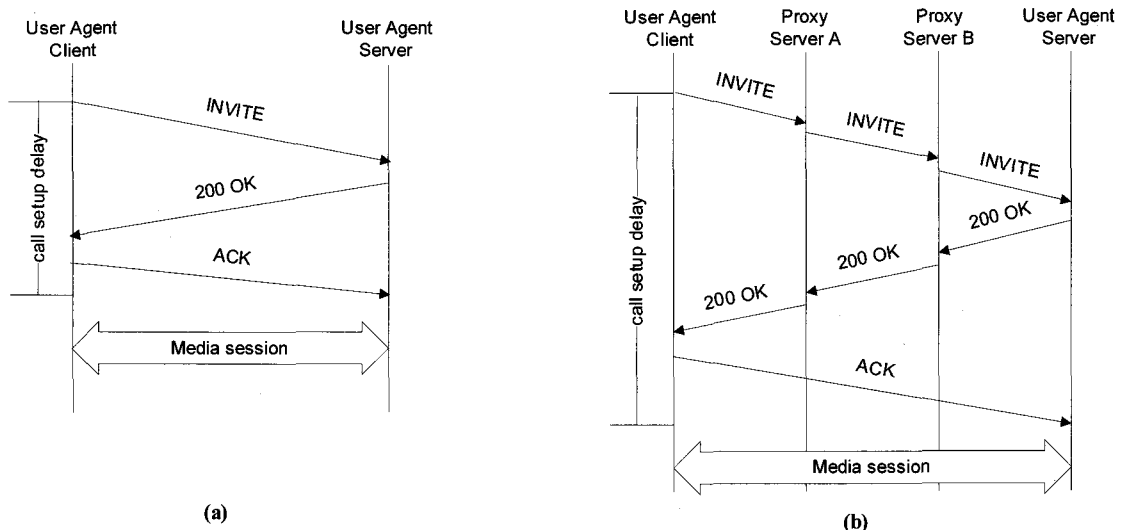 User Agent
Client
User Agent
Server
call setup delay
INVITE
200 OK
ACK
Media session
(a)
User Agent
Client
Proxy
Server A
Proxy
Server B
User Agent
Server
call setup delay
INVITE
INVITE
INVITE
200 OK
200 OK
200 OK
ACK
Media session
(b)